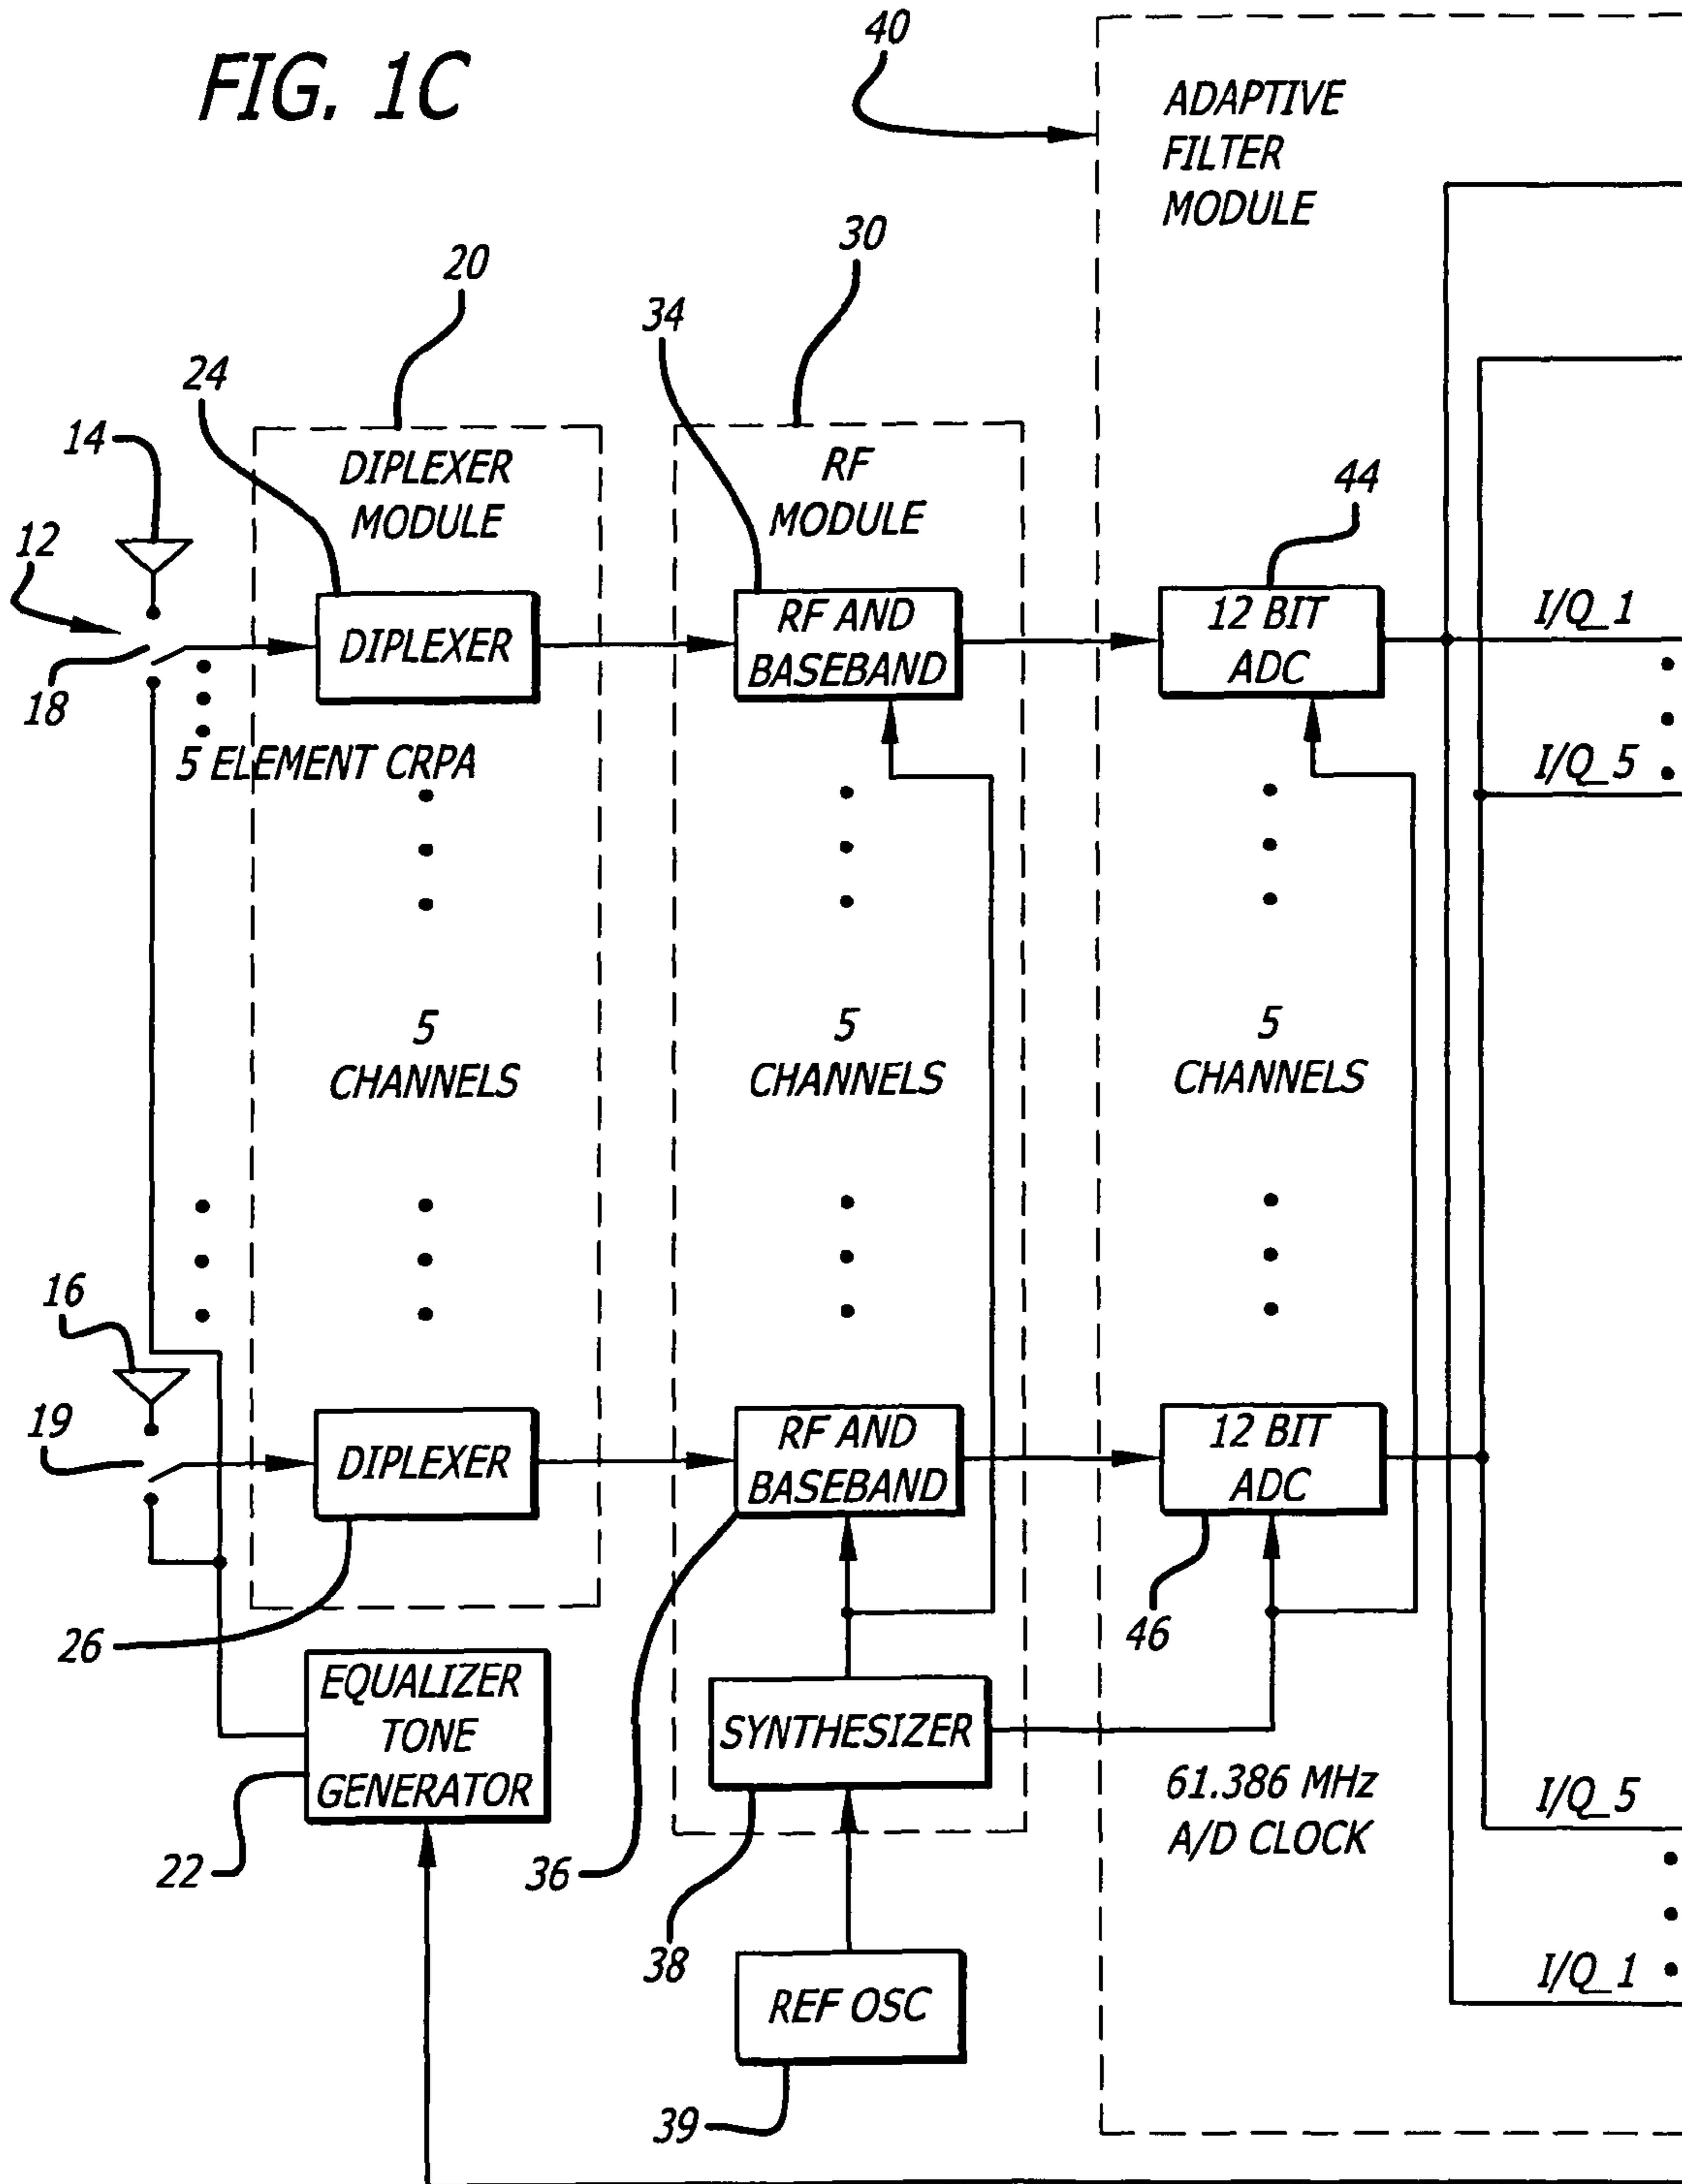 FIG. 1C
40
ADAPTIVE
FILTER
MODULE
20
30
34
24
14
DIPLEXER
MODULE
RF
MODULE
44
12
18
DIPLEXER
RF AND
BASEBAND
12 BIT
ADC
I/Q_1
5 ELEMENT CRPA
I/Q_5
5
CHANNELS
5
CHANNELS
5
CHANNELS
16
19
DIPLEXER
RF AND
BASEBAND
12 BIT
ADC
26
46
EQUALIZER
TONE
GENERATOR
SYNTHESIZER
61.386 MHz
A/D CLOCK
I/Q_5
22
36
38
I/Q_1
REF OSC
39